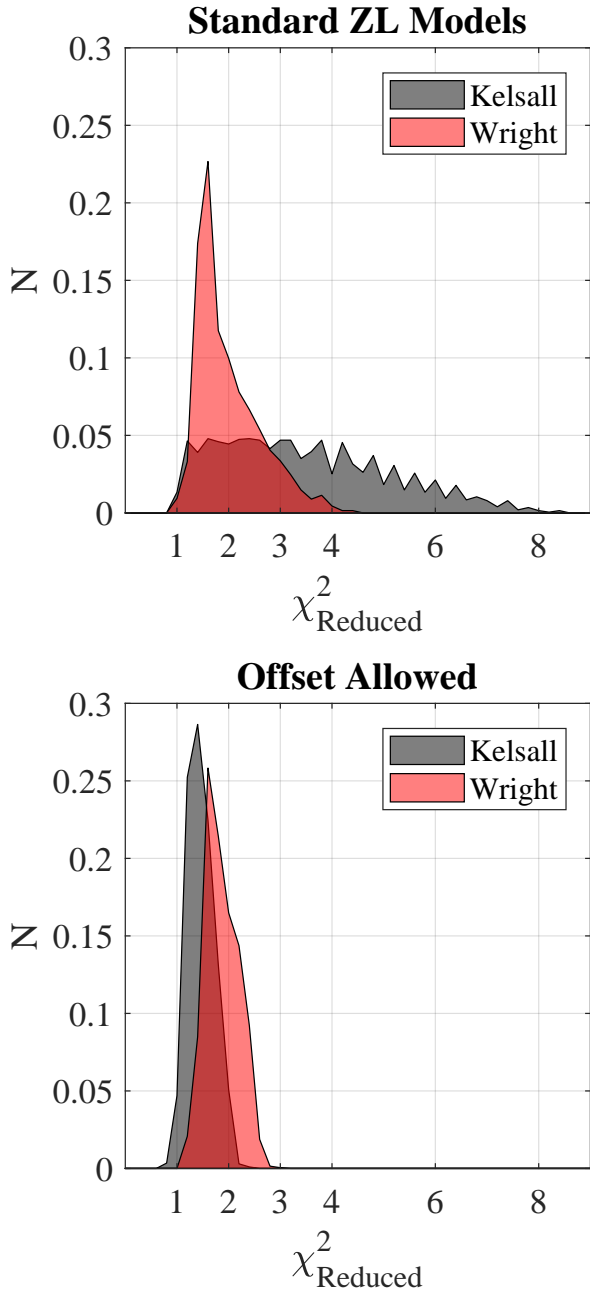 Standard ZL Models
0.3
0.25
0.2
0.15
0.1
0.05
0
N
Kelsall
Wright
1 2 3 4 6 8
χ²Reduced
Offset Allowed
0.3
0.25
0.2
0.15
0.1
0.05
0
N
Kelsall
Wright
1 2 3 4 6 8
χ²Reduced